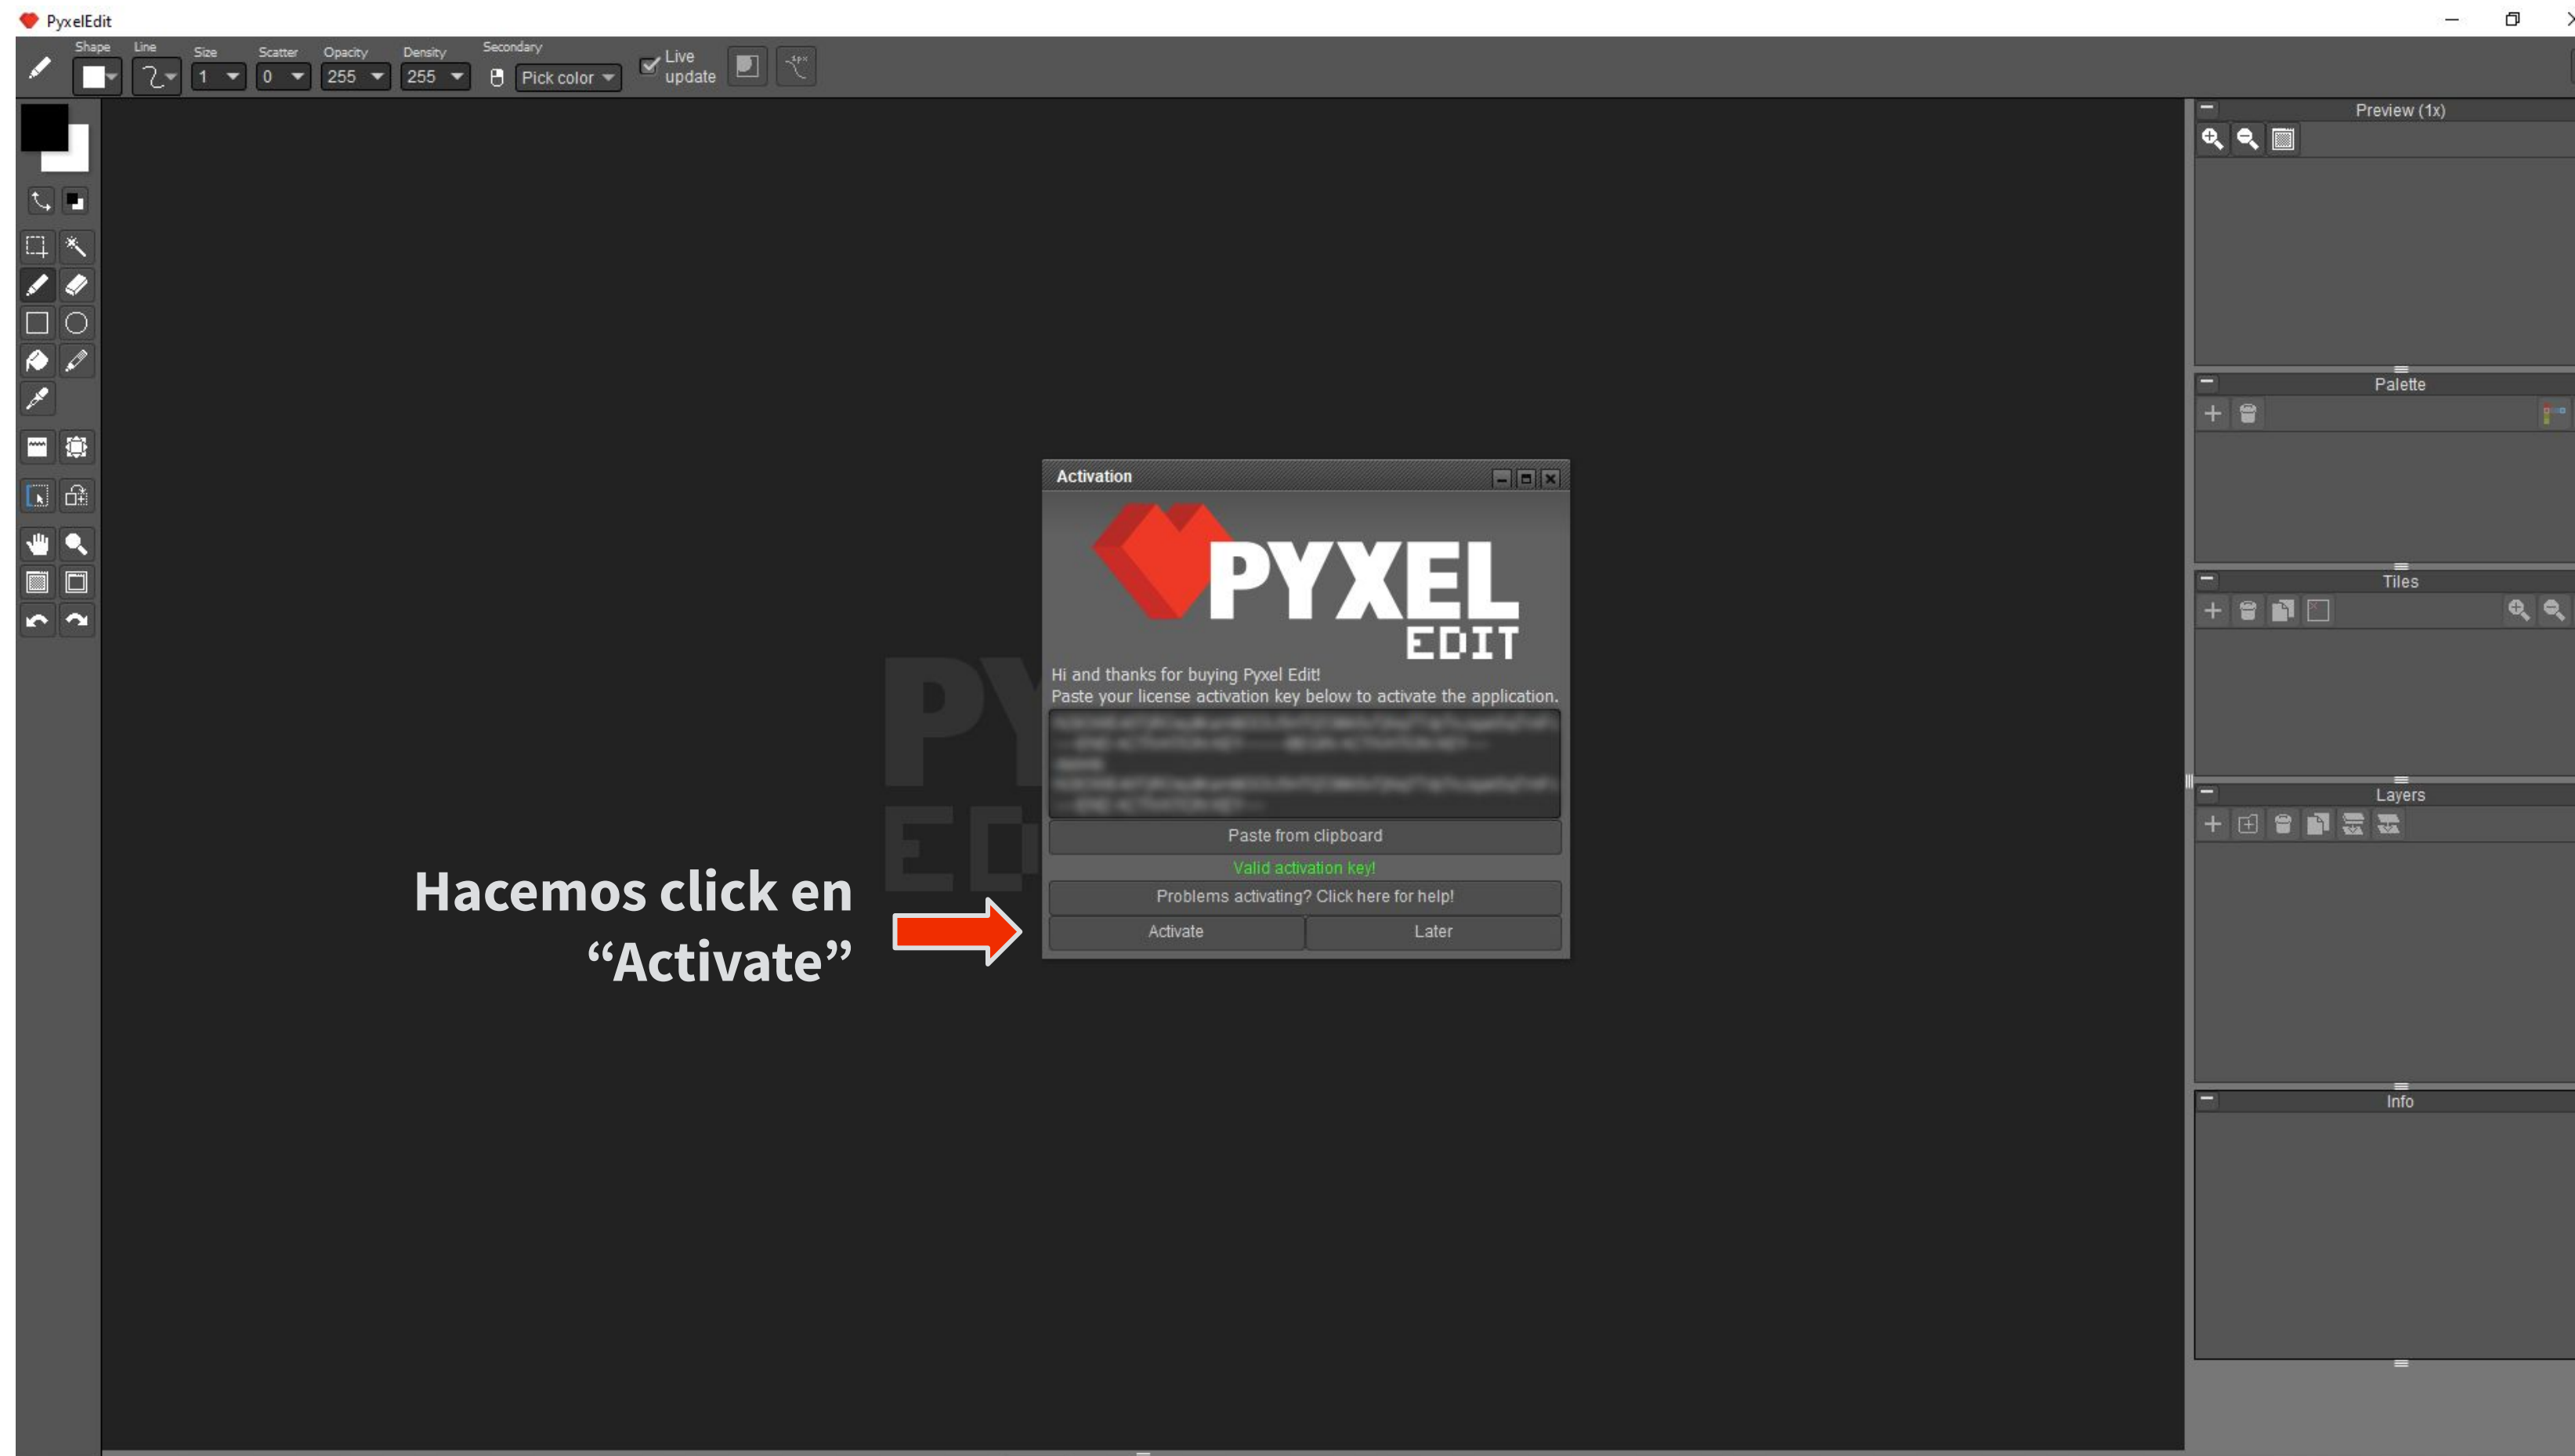 PyxelEdit
Shape Line Size Scatter Opacity Density Secondary
1 0 255 255 Pick color
Live
update
Preview (1x)
Palette
Tiles
Layers
Info
Activation
PYXEL
EDIT
Hi and thanks for buying Pyxel Edit!
Paste your license activation key below to activate the application.
Paste from clipboard
Valid activation key!
Problems activating? Click here for help!
Activate Later
PY
ED
Hacemos click en
“Activate”